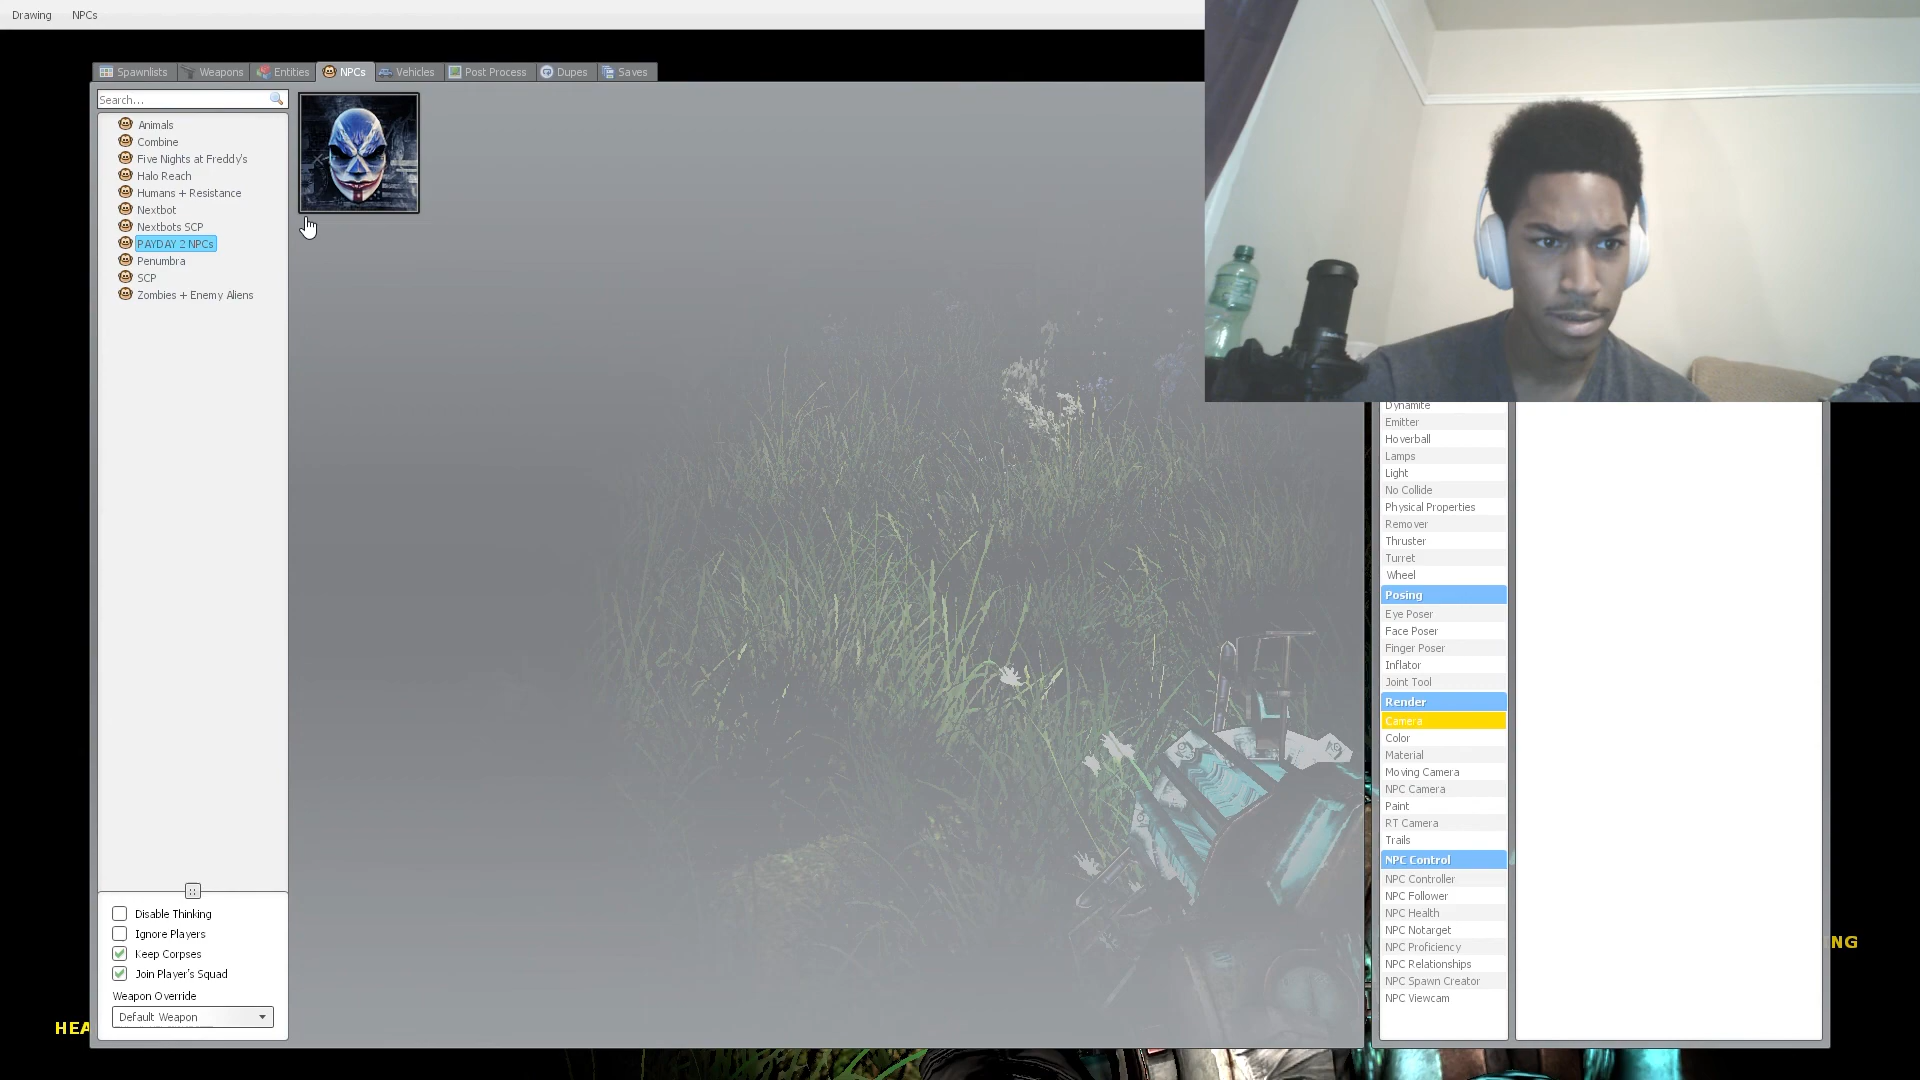 Drawing NPCs
Spawnlists Weapons Entities NPCs Vehicles Post Process Dupes Saves
Search...
Animals
Combine
Five Nights at Freddy's
Halo Reach
Humans + Resistance
Nextbot
Nextbots SCP
PAYDAY 2 NPCs
Penumbra
SCP
Zombies + Enemy Aliens
Disable Thinking
Ignore Players
Keep Corpses
Join Player's Squad
Weapon Override
Default Weapon
HEA
Dynamite
Emitter
Hoverball
Lamps
Light
No Collide
Physical Properties
Remover
Thruster
Turret
Wheel
Posing
Eye Poser
Face Poser
Finger Poser
Inflator
Joint Tool
Render
Camera
Color
Material
Moving Camera
NPC Camera
Paint
RT Camera
Trails
NPC Control
NPC Controller
NPC Follower
NPC Health
NPC Notarget
NPC Proficiency
NPC Relationships
NPC Spawn Creator
NPC Viewcam
NG